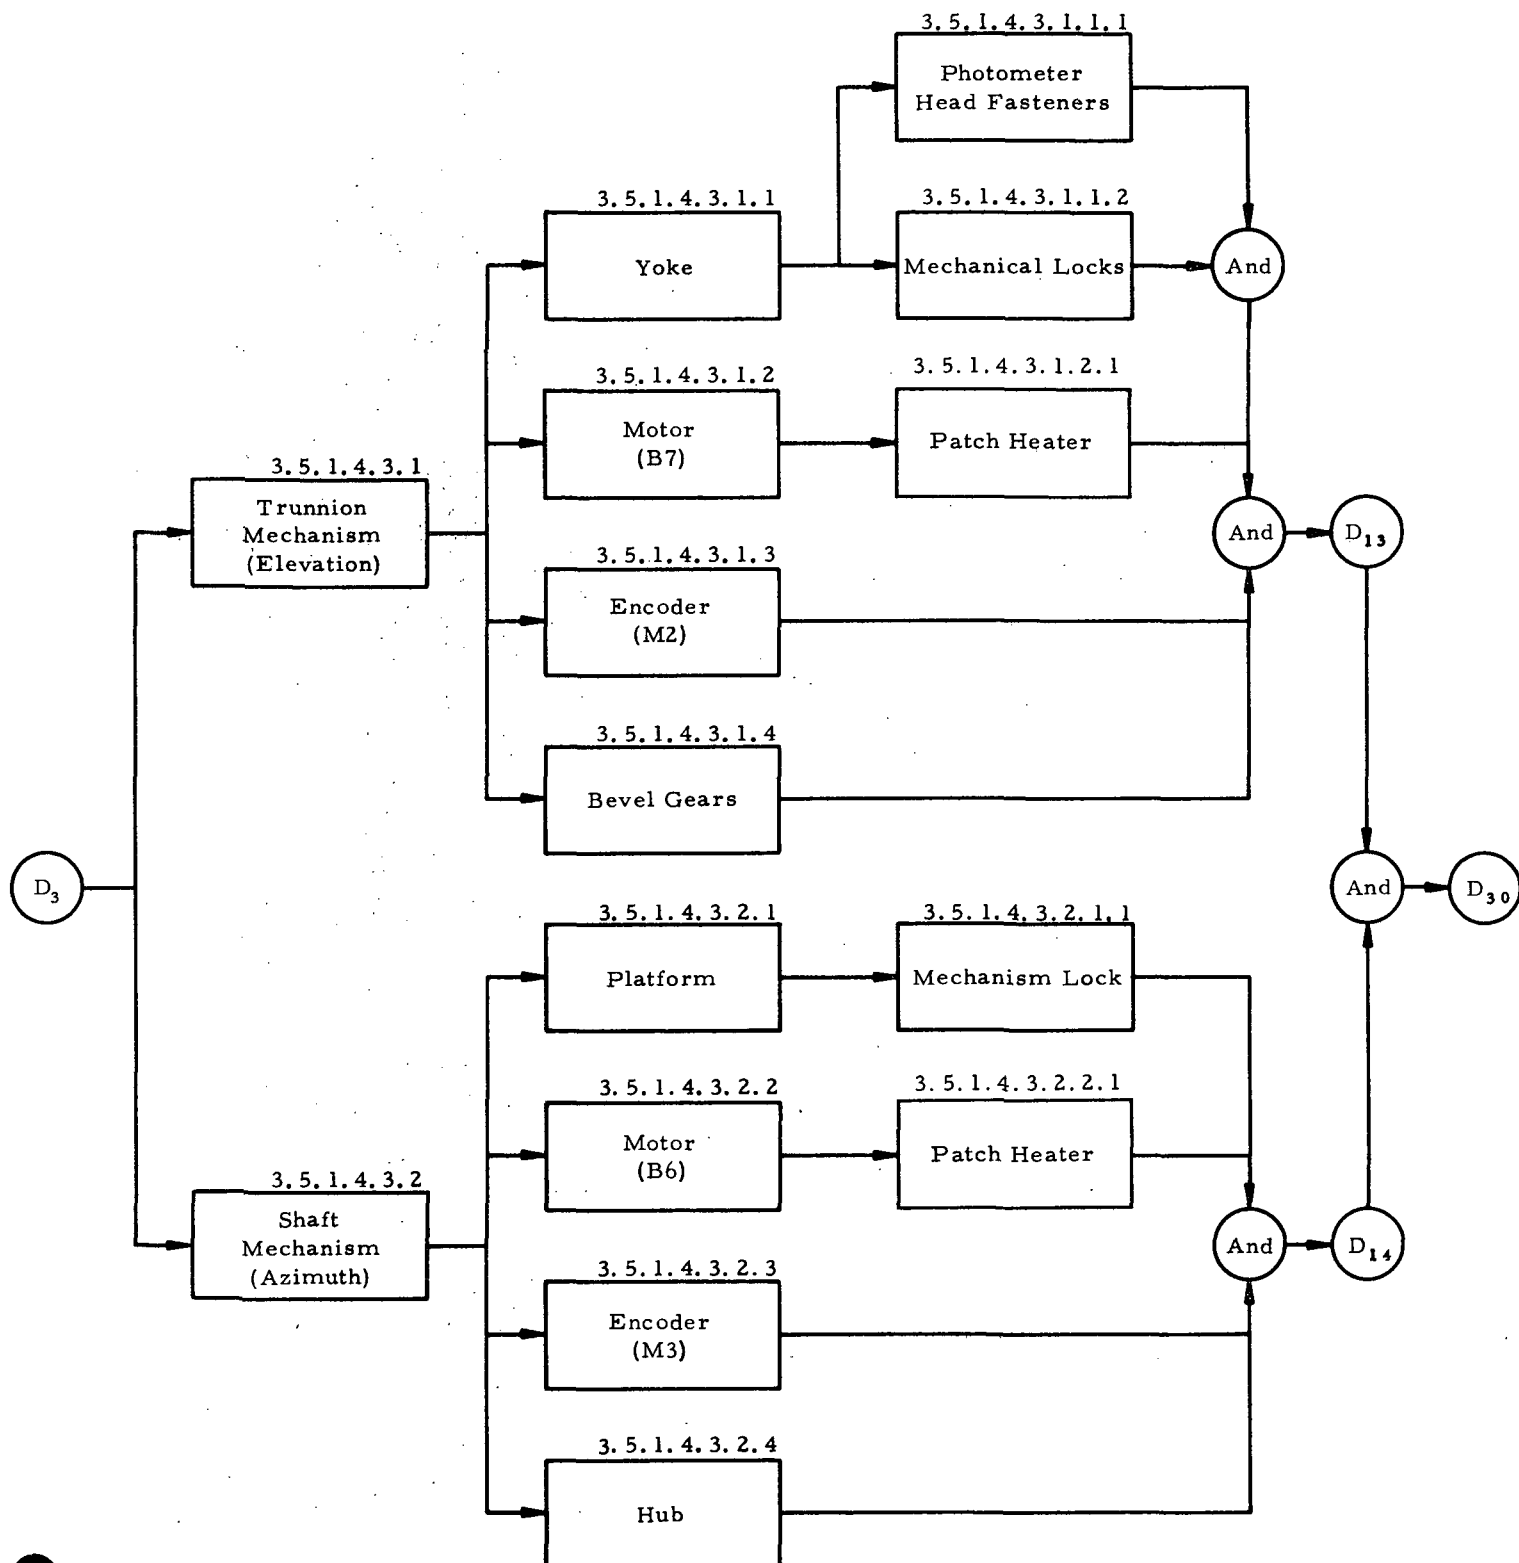 3.5.1.4.3.1.1.1
Photometer
Head Fasteners
3.5.1.4.3.1.1
Yoke
3.5.1.4.3.1.1.2
Mechanical Locks
And
3.5.1.4.3.1.2
Motor
(B7)
3.5.1.4.3.1.2.1
Patch Heater
3.5.1.4.3.1
Trunnion
Mechanism
(Elevation)
And
D13
3.5.1.4.3.1.3
Encoder
(M2)
3.5.1.4.3.1.4
Bevel Gears
D3
And
D30
3.5.1.4.3.2.1
Platform
3.5.1.4.3.2.1.1
Mechanism Lock
3.5.1.4.3.2.2
Motor
(B6)
3.5.1.4.3.2.2.1
Patch Heater
3.5.1.4.3.2
Shaft
Mechanism
(Azimuth)
And
D14
3.5.1.4.3.2.3
Encoder
(M3)
3.5.1.4.3.2.4
Hub